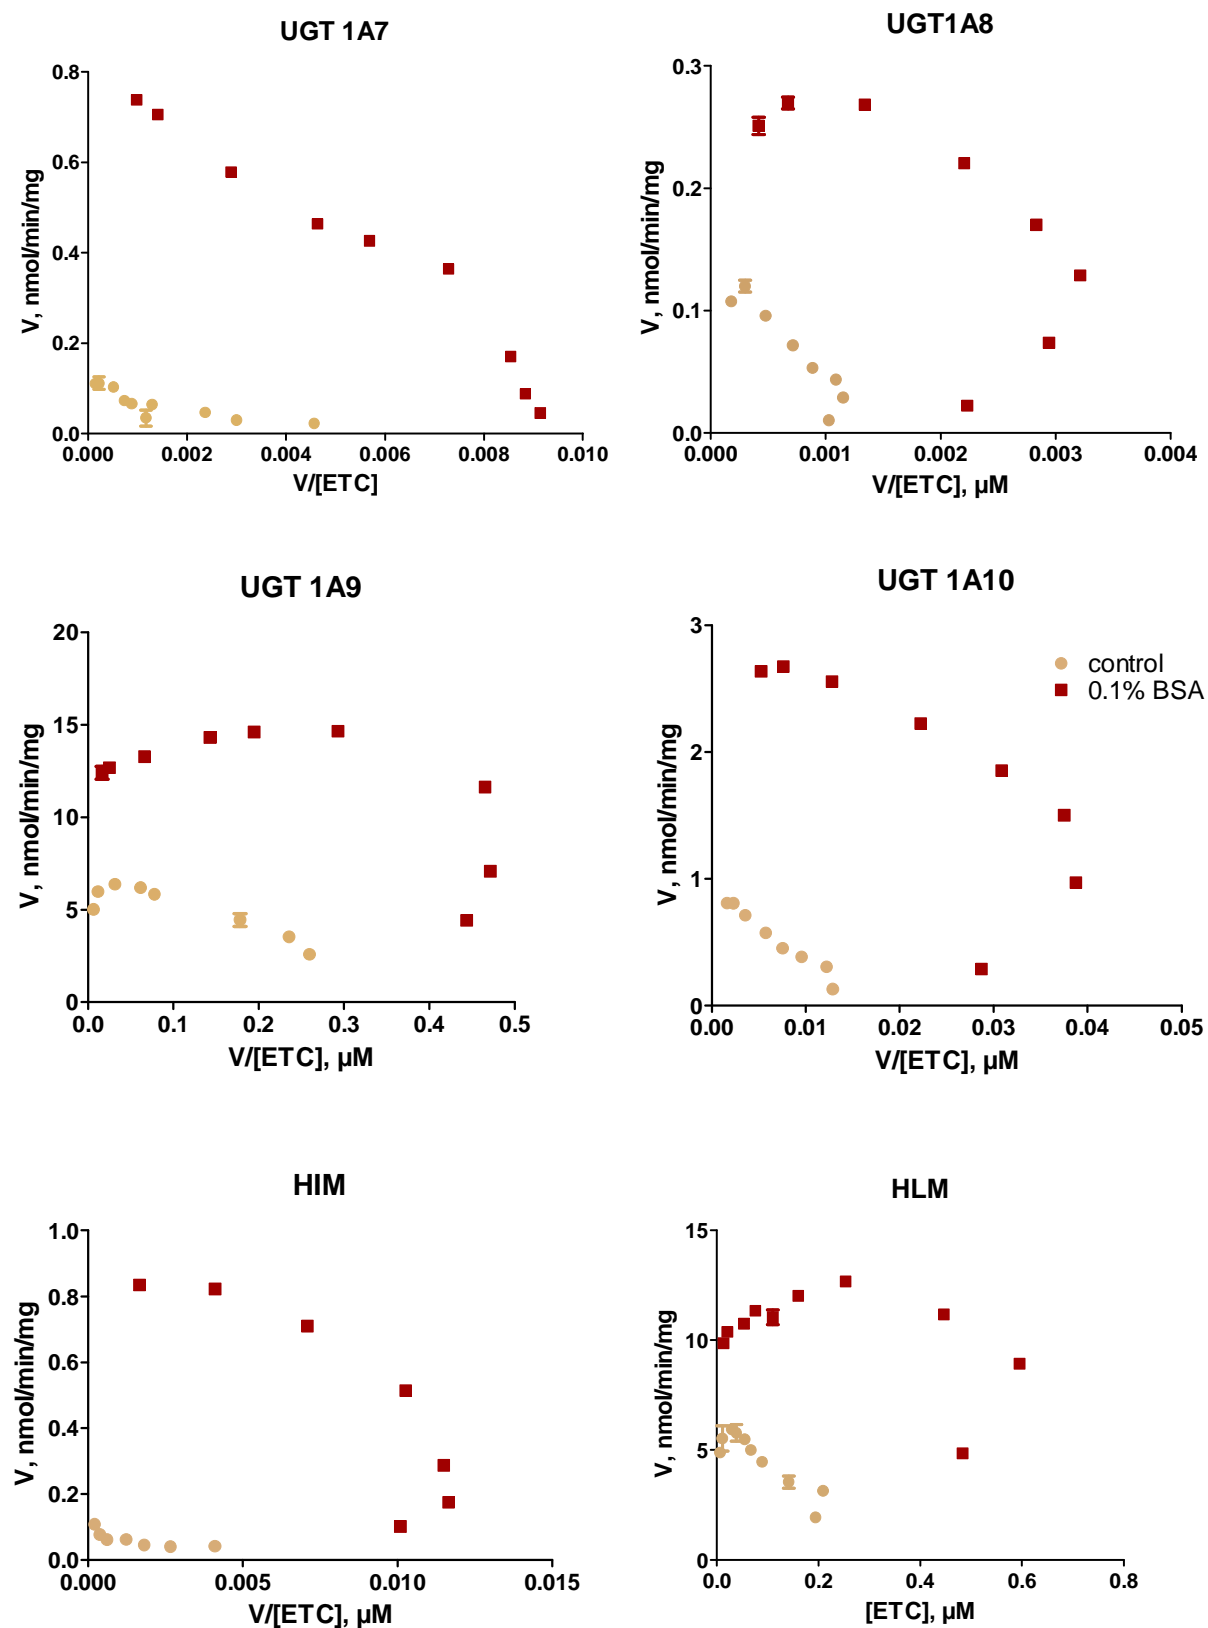 UGT 1A7
V, nmol/min/mg
0.8
0.6
0.4
0.2
0.0
0.000 0.002 0.004 0.006 0.008 0.010
V/[ETC]
UGT1A8
V, nmol/min/mg
0.3
0.2
0.1
0.0
0.000 0.001 0.002 0.003 0.004
V/[ETC], µM
UGT 1A9
V, nmol/min/mg
20
15
10
5
0
0.0 0.1 0.2 0.3 0.4 0.5
V/[ETC], µM
UGT 1A10
V, nmol/min/mg
3
2
1
0
0.00 0.01 0.02 0.03 0.04 0.05
V/[ETC], µM
control
0.1% BSA
HIM
V, nmol/min/mg
1.0
0.8
0.6
0.4
0.2
0.0
0.000 0.005 0.010 0.015
V/[ETC], µM
HLM
V, nmol/min/mg
15
10
5
0
0.0 0.2 0.4 0.6 0.8
[ETC], µM